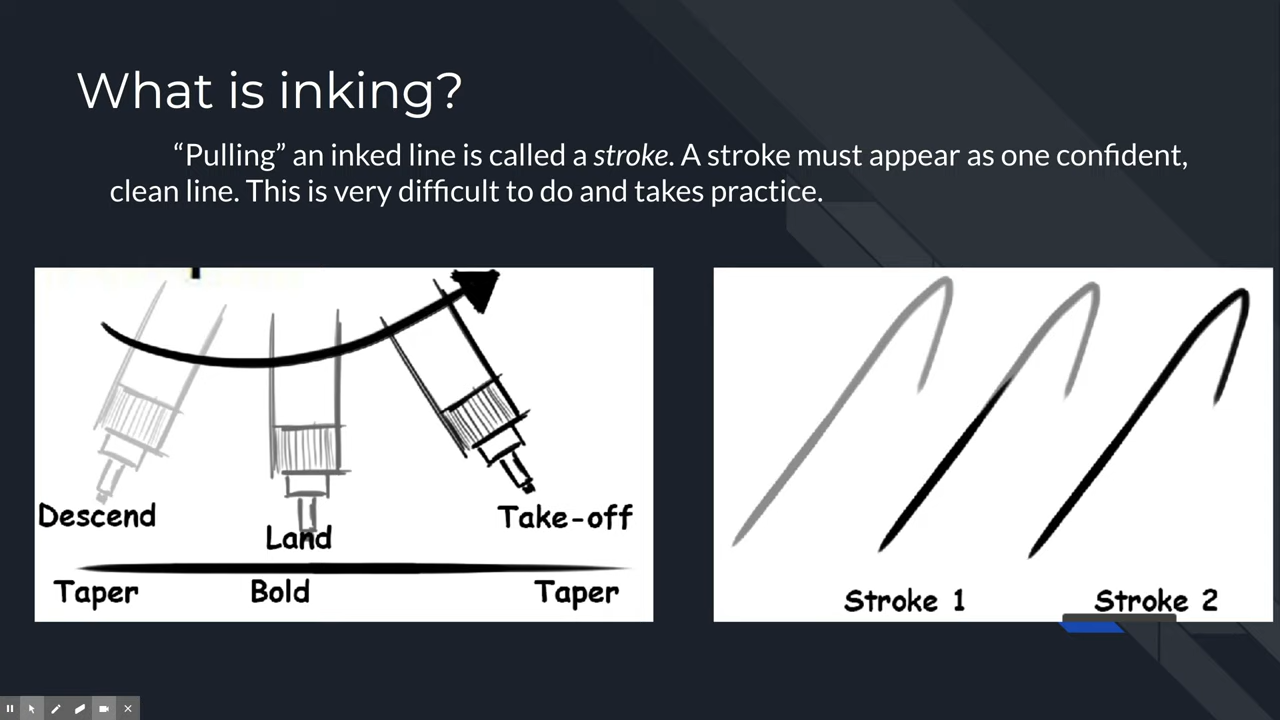 What is inking?
“Pulling” an inked line is called a stroke. A stroke must appear as one confident,
clean line. This is very difficult to do and takes practice.
Descend
Land
Take-off
Taper
Bold
Taper
Stroke 1
Stroke 2